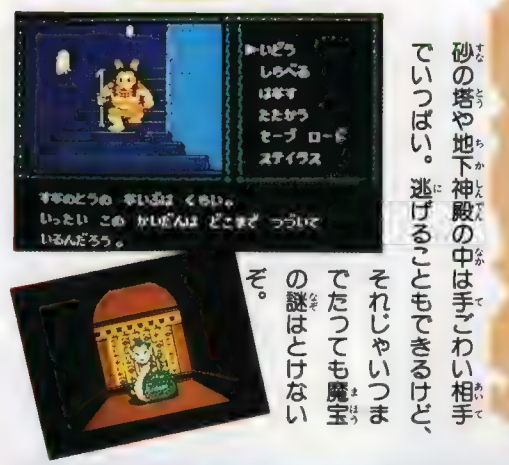 砂の塔や地下神殿の中は手ごわい相手
でいっぱい。逃げることもできるけど、
それじゃいつま
でたっても魔宝
の謎はとけない
ぞ。
いどう
しらべる
はなす
たたかう
セーブ ロード
ステイタス
すなのとうの ないぶは くらい。
いったい この かいだんは どこまで つづいて
いるんだろう。